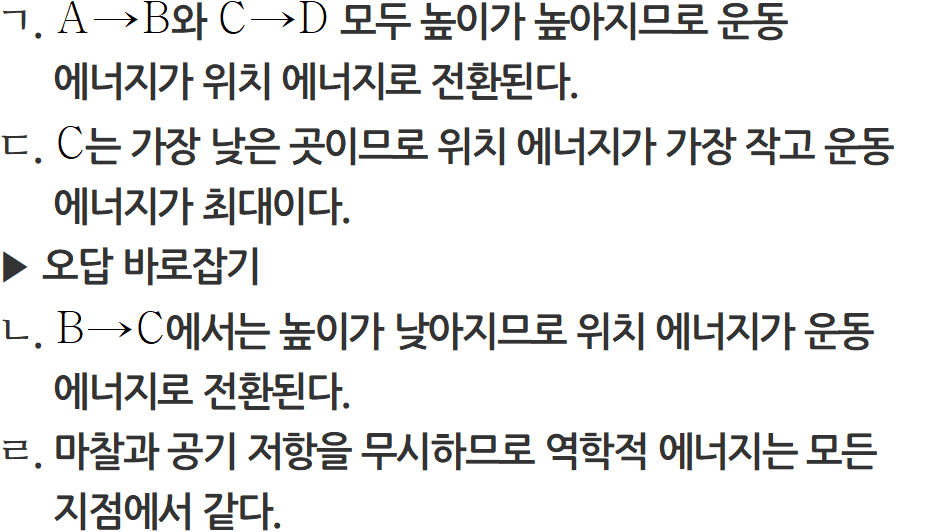 ㄱ. A→B와 C→D 모두 높이가 높아지므로 운동
에너지가 위치 에너지로 전환된다.
ㄷ. C는 가장 낮은 곳이므로 위치 에너지가 가장 작고 운동
에너지가 최대이다.
▶ 오답 바로잡기
ㄴ. B→C에서는 높이가 낮아지므로 위치 에너지가 운동
에너지로 전환된다.
ㄹ. 마찰과 공기 저항을 무시하므로 역학적 에너지는 모든
지점에서 같다.